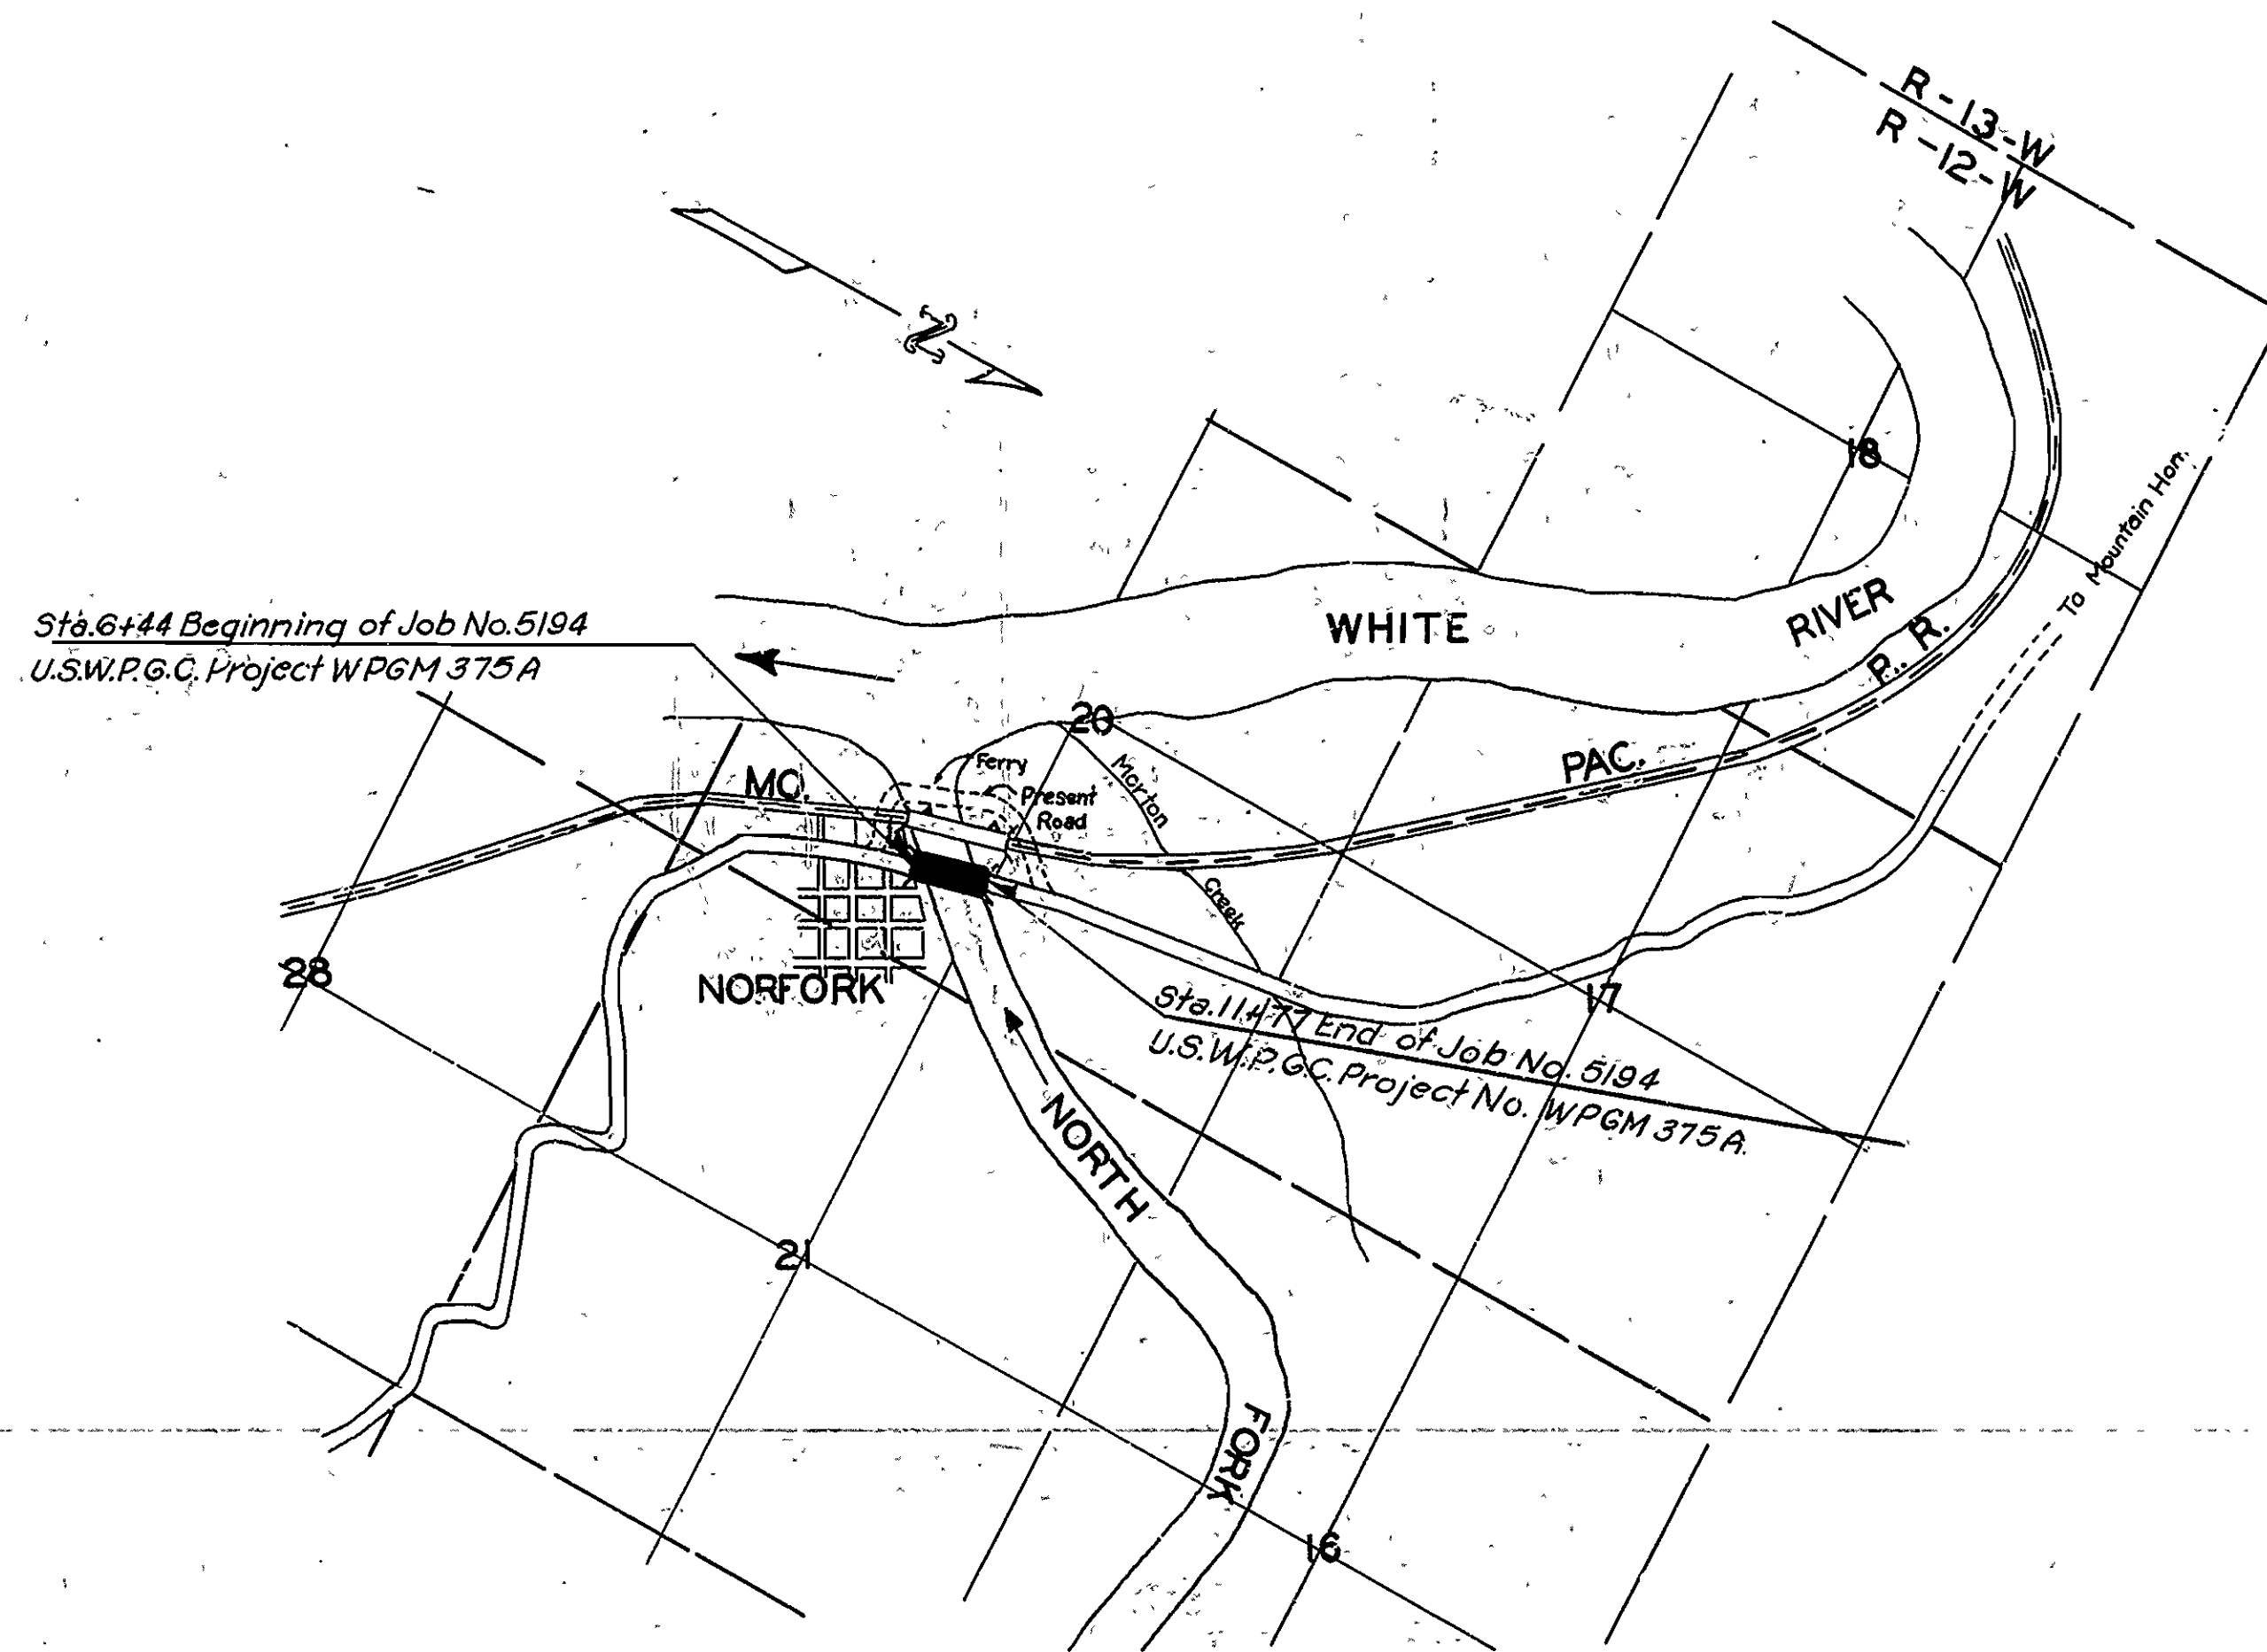 R-13-W
R-12-W
N
18
To Mountain Hom
Sta.6+44 Beginning of Job No.5194
U.S.W.P.G.C. Project WPGM 375A
WHITE RIVER
MO. PAC. R. R.
20
Ferry
Present
Road
Morton Creek
28
NORFORK
17
Sta.11+77 End of Job No. 5194
U.S.W.P.G.C. Project No. WPGM 375A.
NORTH FORK
21
16